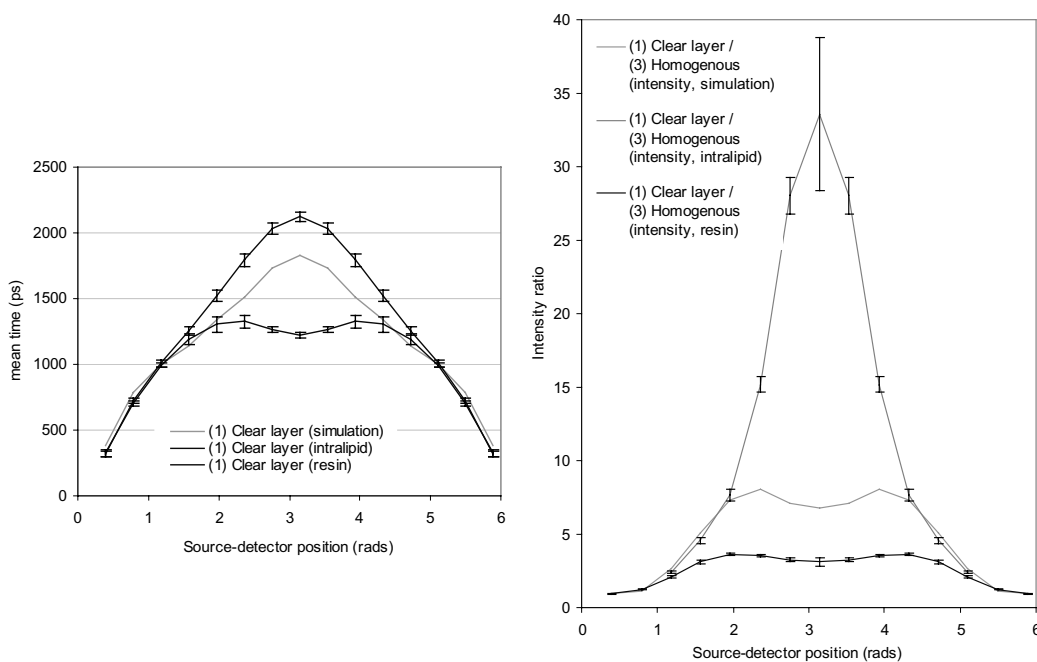 2500
2000
1500
1000
500
0
mean time (ps)
(1) Clear layer (simulation)
(1) Clear layer (intralipid)
(1) Clear layer (resin)
0 1 2 3 4 5 6
Source-detector position (rads)
40
35
30
25
20
15
10
5
0
Intensity ratio
(1) Clear layer /
(3) Homogenous
(intensity, simulation)
(1) Clear layer /
(3) Homogenous
(intensity, intralipid)
(1) Clear layer /
(3) Homogenous
(intensity, resin)
0 1 2 3 4 5 6
Source-detector position (rads)